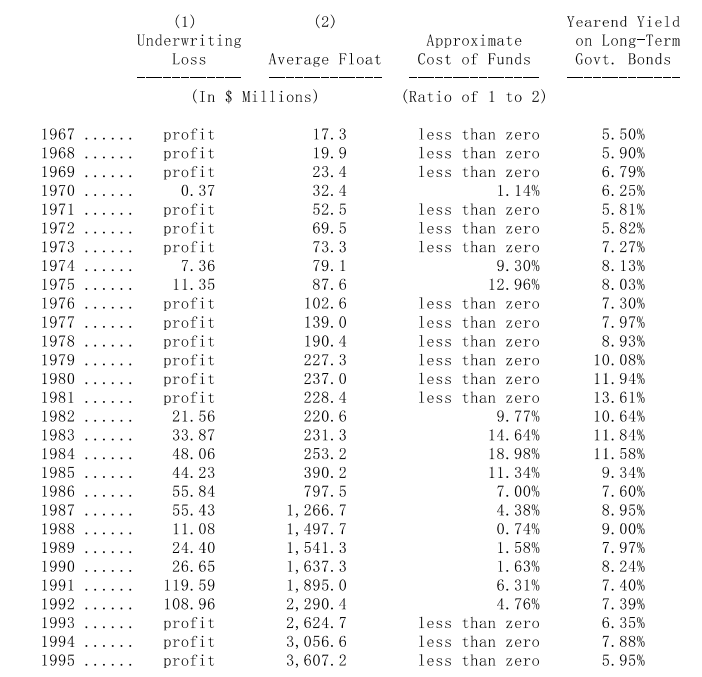 (1) (2) Yearend Yield
Underwriting Approximate on Long-Term
Loss Average Float Cost of Funds Govt. Bonds
(In $ Millions) (Ratio of 1 to 2)
1967 ...... profit 17.3 less than zero 5.50%
1968 ...... profit 19.9 less than zero 5.90%
1969 ...... profit 23.4 less than zero 6.79%
1970 ...... 0.37 32.4 1.14% 6.25%
1971 ...... profit 52.5 less than zero 5.81%
1972 ...... profit 69.5 less than zero 5.82%
1973 ...... profit 73.3 less than zero 7.27%
1974 ...... 7.36 79.1 9.30% 8.13%
1975 ...... 11.35 87.6 12.96% 8.03%
1976 ...... profit 102.6 less than zero 7.30%
1977 ...... profit 139.0 less than zero 7.97%
1978 ...... profit 190.4 less than zero 8.93%
1979 ...... profit 227.3 less than zero 10.08%
1980 ...... profit 237.0 less than zero 11.94%
1981 ...... profit 228.4 less than zero 13.61%
1982 ...... 21.56 220.6 9.77% 10.64%
1983 ...... 33.87 231.3 14.64% 11.84%
1984 ...... 48.06 253.2 18.98% 11.58%
1985 ...... 44.23 390.2 11.34% 9.34%
1986 ...... 55.84 797.5 7.00% 7.60%
1987 ...... 55.43 1,266.7 4.38% 8.95%
1988 ...... 11.08 1,497.7 0.74% 9.00%
1989 ...... 24.40 1,541.3 1.58% 7.97%
1990 ...... 26.65 1,637.3 1.63% 8.24%
1991 ...... 119.59 1,895.0 6.31% 7.40%
1992 ...... 108.96 2,290.4 4.76% 7.39%
1993 ...... profit 2,624.7 less than zero 6.35%
1994 ...... profit 3,056.6 less than zero 7.88%
1995 ...... profit 3,607.2 less than zero 5.95%